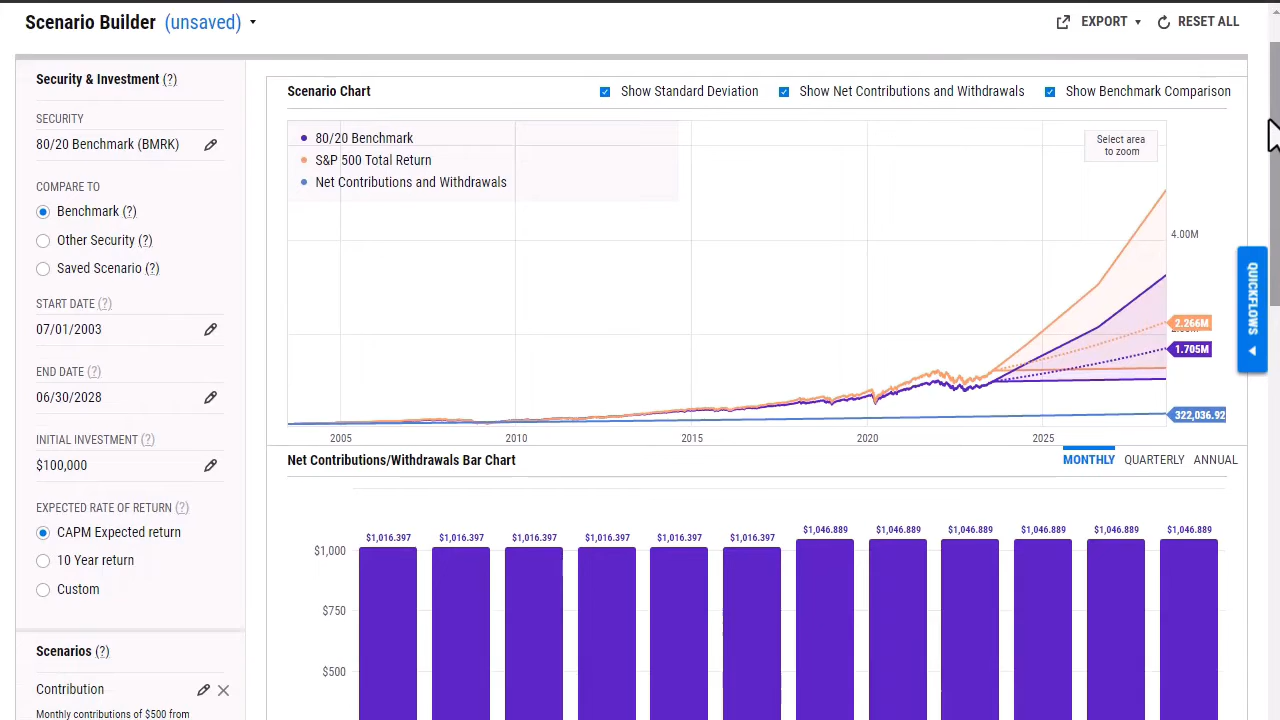 Scenario Builder (unsaved)
EXPORT
RESET ALL
Security & Investment (?)
SECURITY
80/20 Benchmark (BMRK)
COMPARE TO
Benchmark (?)
Other Security (?)
Saved Scenario (?)
START DATE (?)
07/01/2003
END DATE (?)
06/30/2028
INITIAL INVESTMENT (?)
$100,000
EXPECTED RATE OF RETURN (?)
CAPM Expected return
10 Year return
Custom
Scenarios (?)
Contribution
Monthly contributions of $500 from
Scenario Chart
Show Standard Deviation
Show Net Contributions and Withdrawals
Show Benchmark Comparison
80/20 Benchmark
S&P 500 Total Return
Net Contributions and Withdrawals
Select area
to zoom
4.00M
2.266M
1.705M
322,036.92
2005 2010 2015 2020 2025
Net Contributions/Withdrawals Bar Chart
MONTHLY QUARTERLY ANNUAL
$1,016.397 $1,016.397 $1,016.397 $1,016.397 $1,016.397 $1,016.397 $1,046.889 $1,046.889 $1,046.889 $1,046.889 $1,046.889 $1,046.889
$1,000
$750
$500
QUICKFLOWS